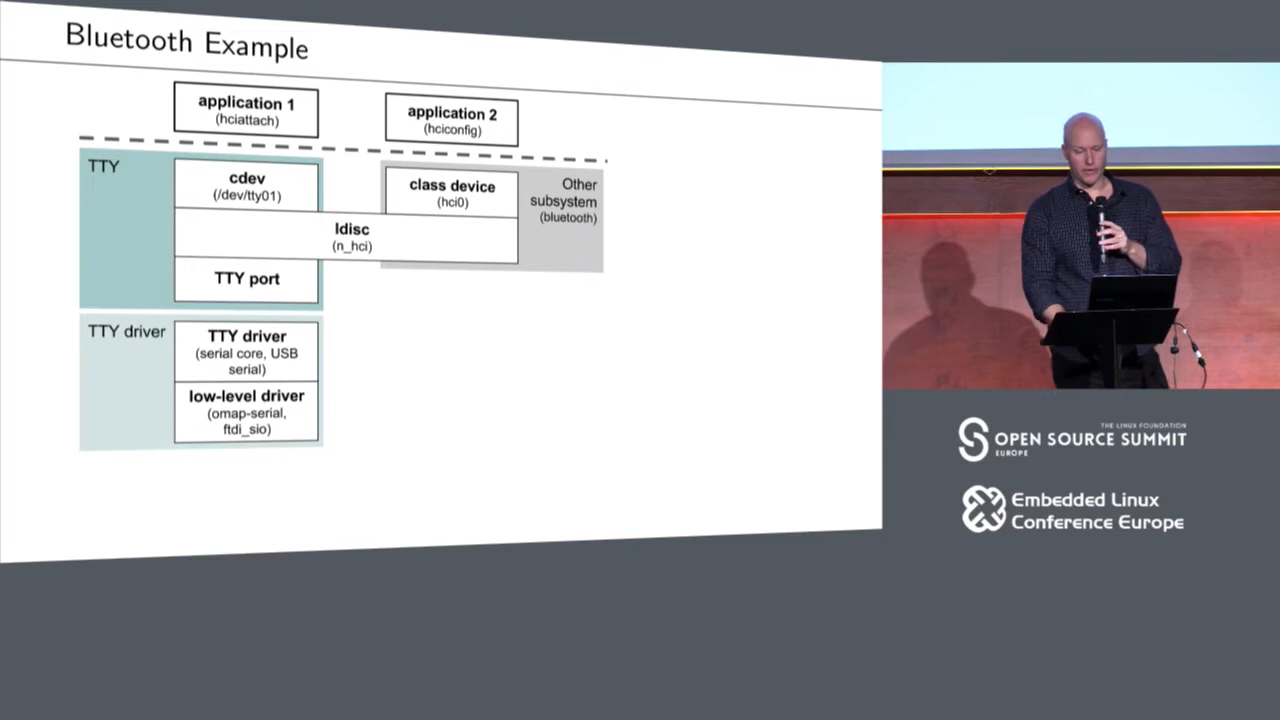 Bluetooth Example
application 1
(hciattach)
application 2
(hciconfig)
TTY
cdev
(/dev/tty01)
class device
(hci0)
Other
subsystem
(bluetooth)
ldisc
(n_hci)
TTY port
TTY driver
TTY driver
(serial core, USB
serial)
low-level driver
(omap-serial,
ftdi_sio)
THE LINUX FOUNDATION
OPEN SOURCE SUMMIT
EUROPE
Embedded Linux
Conference Europe